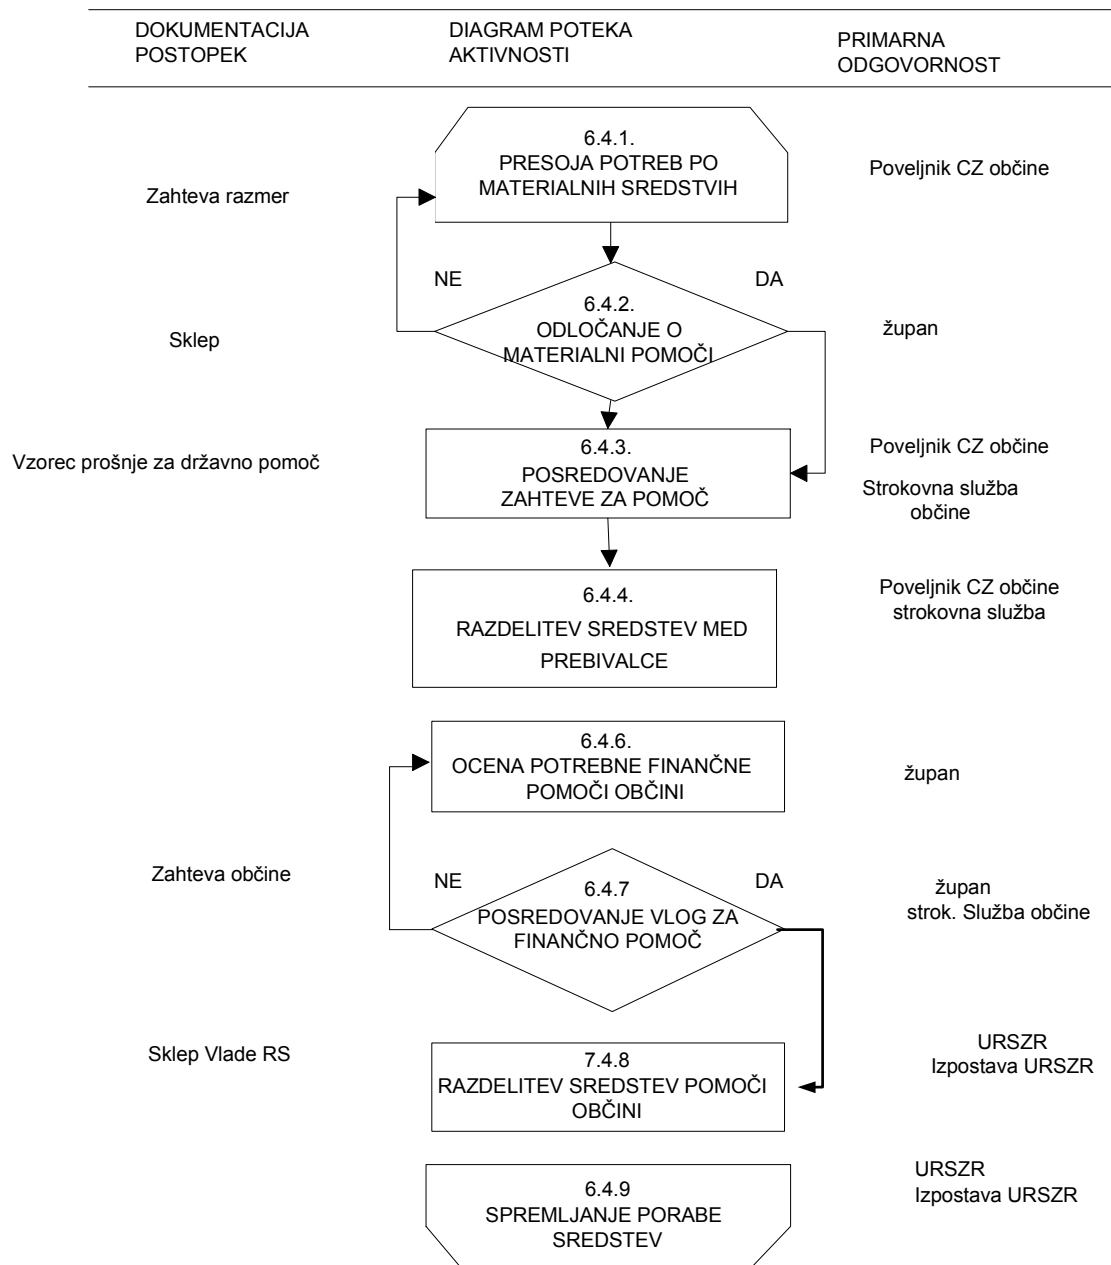 DOKUMENTACIJA
POSTOPEK
DIAGRAM POTEKA
AKTIVNOSTI
PRIMARNA
ODGOVORNOST
6.4.1.
PRESOJA POTREB PO
MATERIALNIH SREDSTVIH
Poveljnik CZ občine
Zahteva razmer
NE
DA
6.4.2.
ODLOČANJE O
MATERIALNI POMOČI
župan
Sklep
6.4.3.
POSREDOVANJE
ZAHTEVE ZA POMOČ
Vzorec prošnje za državno pomoč
Poveljnik CZ občine
Strokovna služba
občine
6.4.4.
RAZDELITEV SREDSTEV MED
PREBIVALCE
Poveljnik CZ občine
strokovna služba
6.4.6.
OCENA POTREBNE FINANČNE
POMOČI OBČINI
župan
Zahteva občine
NE
DA
6.4.7
POSREDOVANJE VLOG ZA
FINANČNO POMOČ
župan
strok. Služba občine
Sklep Vlade RS
7.4.8
RAZDELITEV SREDSTEV POMOČI
OBČINI
URSZR
Izpostava URSZR
6.4.9
SPREMLJANJE PORABE
SREDSTEV
URSZR
Izpostava URSZR